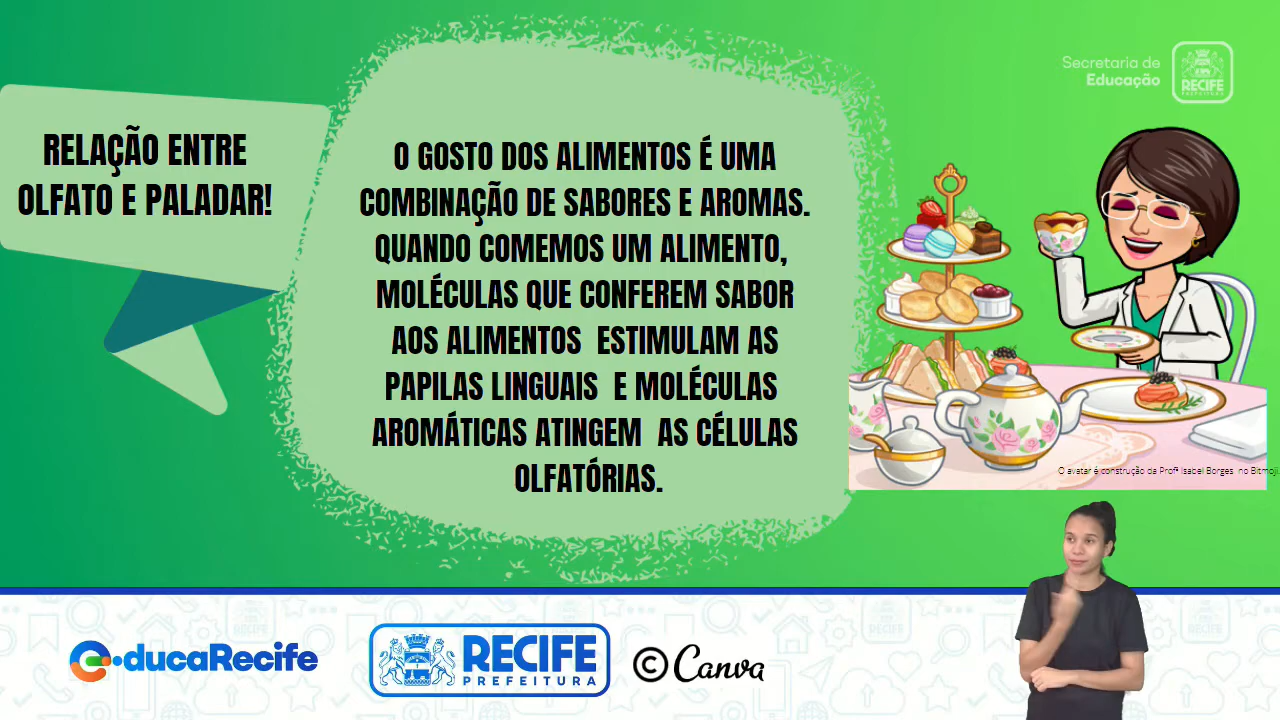 Secretaria de
Educação
RECIFE
PREFEITURA
RELAÇÃO ENTRE
OLFATO E PALADAR!
O GOSTO DOS ALIMENTOS É UMA
COMBINAÇÃO DE SABORES E AROMAS.
QUANDO COMEMOS UM ALIMENTO,
MOLÉCULAS QUE CONFEREM SABOR
AOS ALIMENTOS ESTIMULAM AS
PAPILAS LINGUAIS E MOLÉCULAS
AROMÁTICAS ATINGEM AS CÉLULAS
OLFATÓRIAS.
O avatar é construção da Profª Isabel Borges no Bitmoji.
educaRecife
RECIFE
PREFEITURA
© Canva